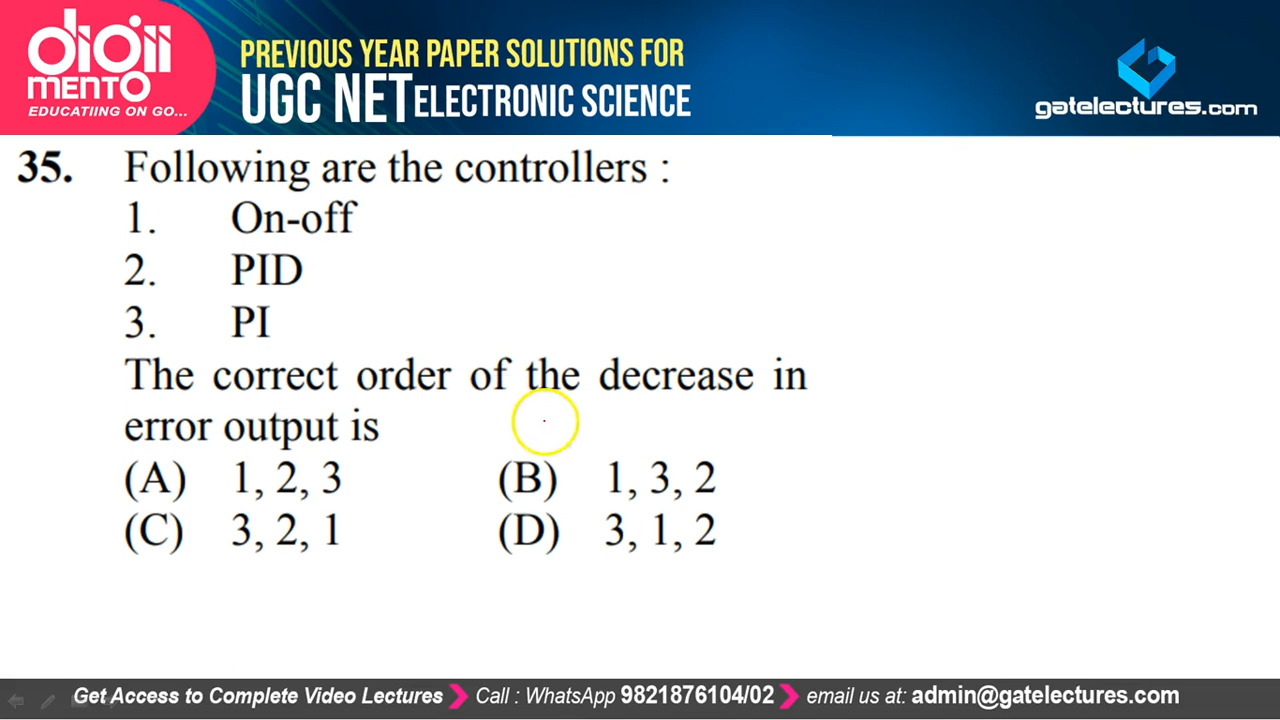 dioii
MENTO
EDUCATIING ON GO...
PREVIOUS YEAR PAPER SOLUTIONS FOR
UGC NET ELECTRONIC SCIENCE
gatelectures.com
35. Following are the controllers :
1. On-off
2. PID
3. PI
The correct order of the decrease in
error output is
(A) 1, 2, 3 (B) 1, 3, 2
(C) 3, 2, 1 (D) 3, 1, 2
Get Access to Complete Video Lectures Call : WhatsApp 9821876104/02 email us at: admin@gatelectures.com